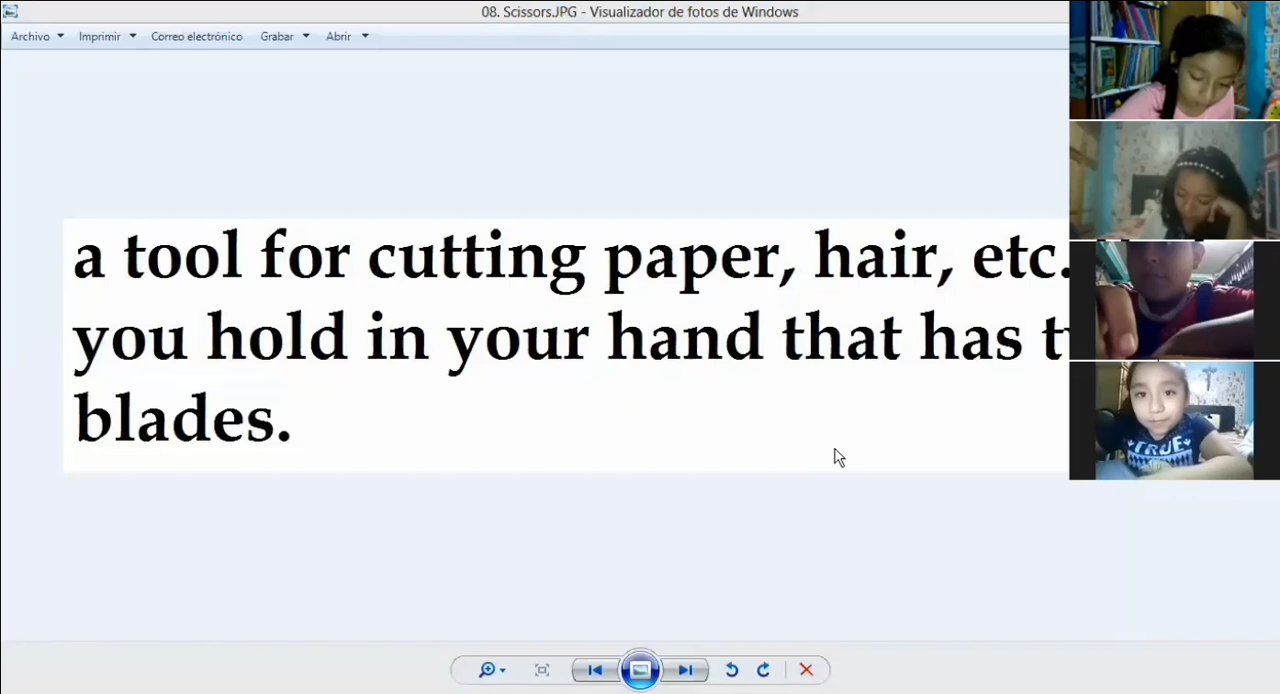 08. Scissors.JPG - Visualizador de fotos de Windows
Archivo Imprimir Correo electrónico Grabar Abrir
a tool for cutting paper, hair, etc.
you hold in your hand that has
blades.
TRUE